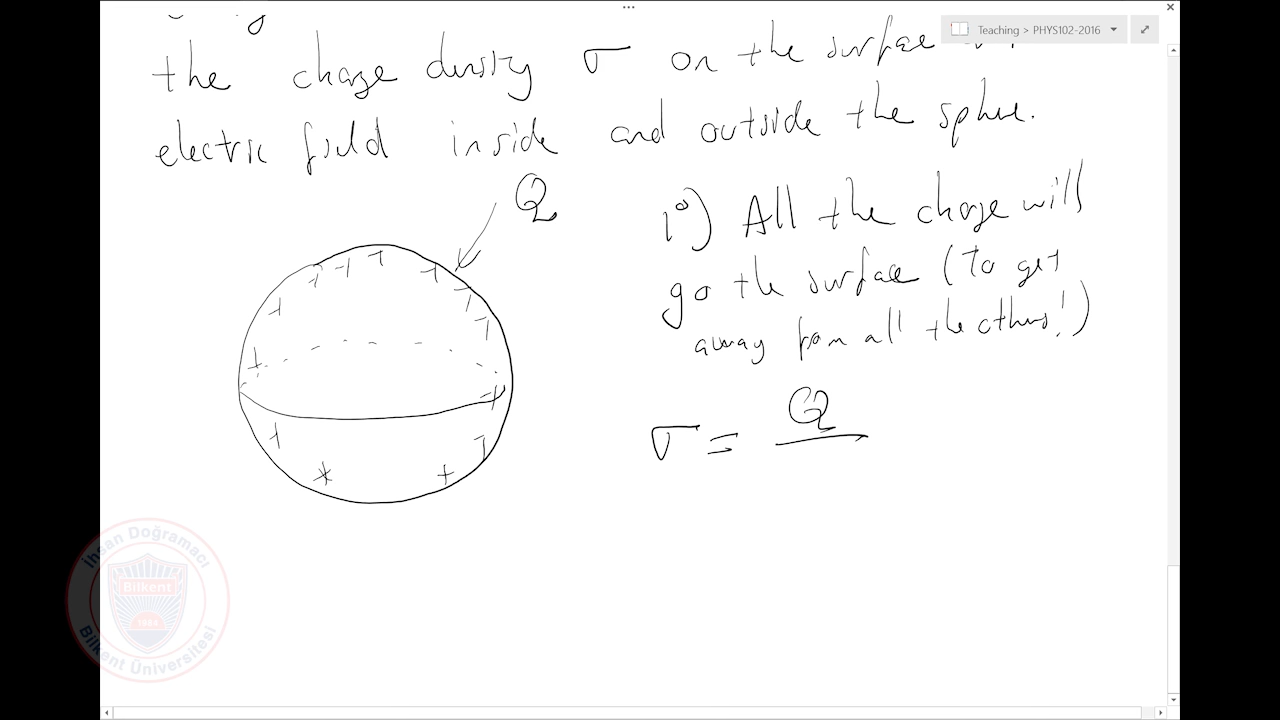 Teaching > PHYS102-2016
the charge density σ on the surface
electric field inside and outside the sphere.
Q
1°) All the charge will
go the surface (to get
away from all the others!)
σ = Q
İhsan Doğramacı
Bilkent
Bilkent Üniversitesi